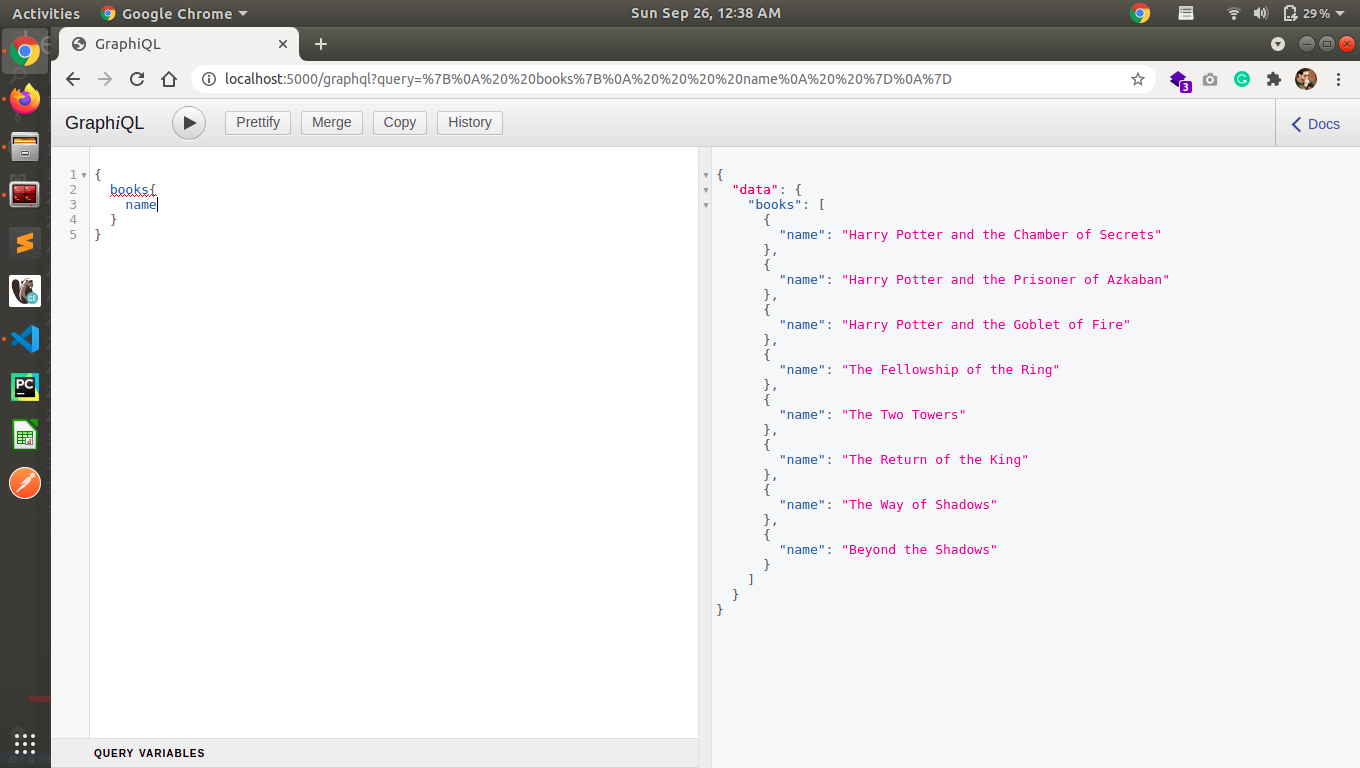 Activities Google Chrome Sun Sep 26, 12:38 AM 29%
GraphiQL
localhost:5000/graphql?query=%7B%0A%20%20books%7B%0A%20%20%20%20name%0A%20%20%7D%0A%7D 3
GraphiQL Prettify Merge Copy History Docs
1 {
2 books{
3 name
4 }
5 }
{
"data": {
"books": [
{
"name": "Harry Potter and the Chamber of Secrets"
},
{
"name": "Harry Potter and the Prisoner of Azkaban"
},
{
"name": "Harry Potter and the Goblet of Fire"
},
{
"name": "The Fellowship of the Ring"
},
{
"name": "The Two Towers"
},
{
"name": "The Return of the King"
},
{
"name": "The Way of Shadows"
},
{
"name": "Beyond the Shadows"
}
]
}
}
CE
PC
QUERY VARIABLES